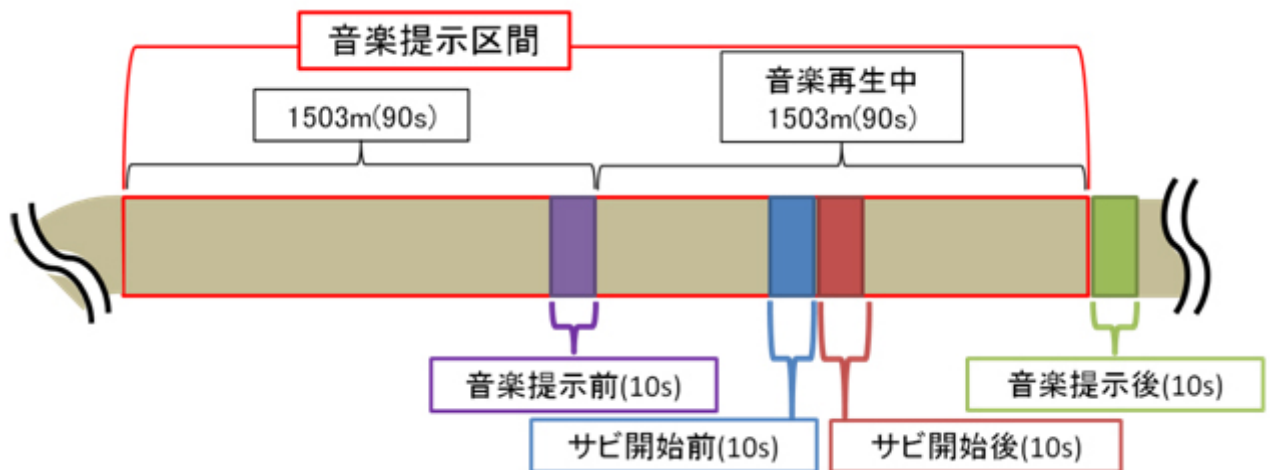 音楽提示区間
1503m(90s)
音楽再生中
1503m(90s)
音楽提示前(10s)
音楽提示後(10s)
サビ開始前(10s)
サビ開始後(10s)